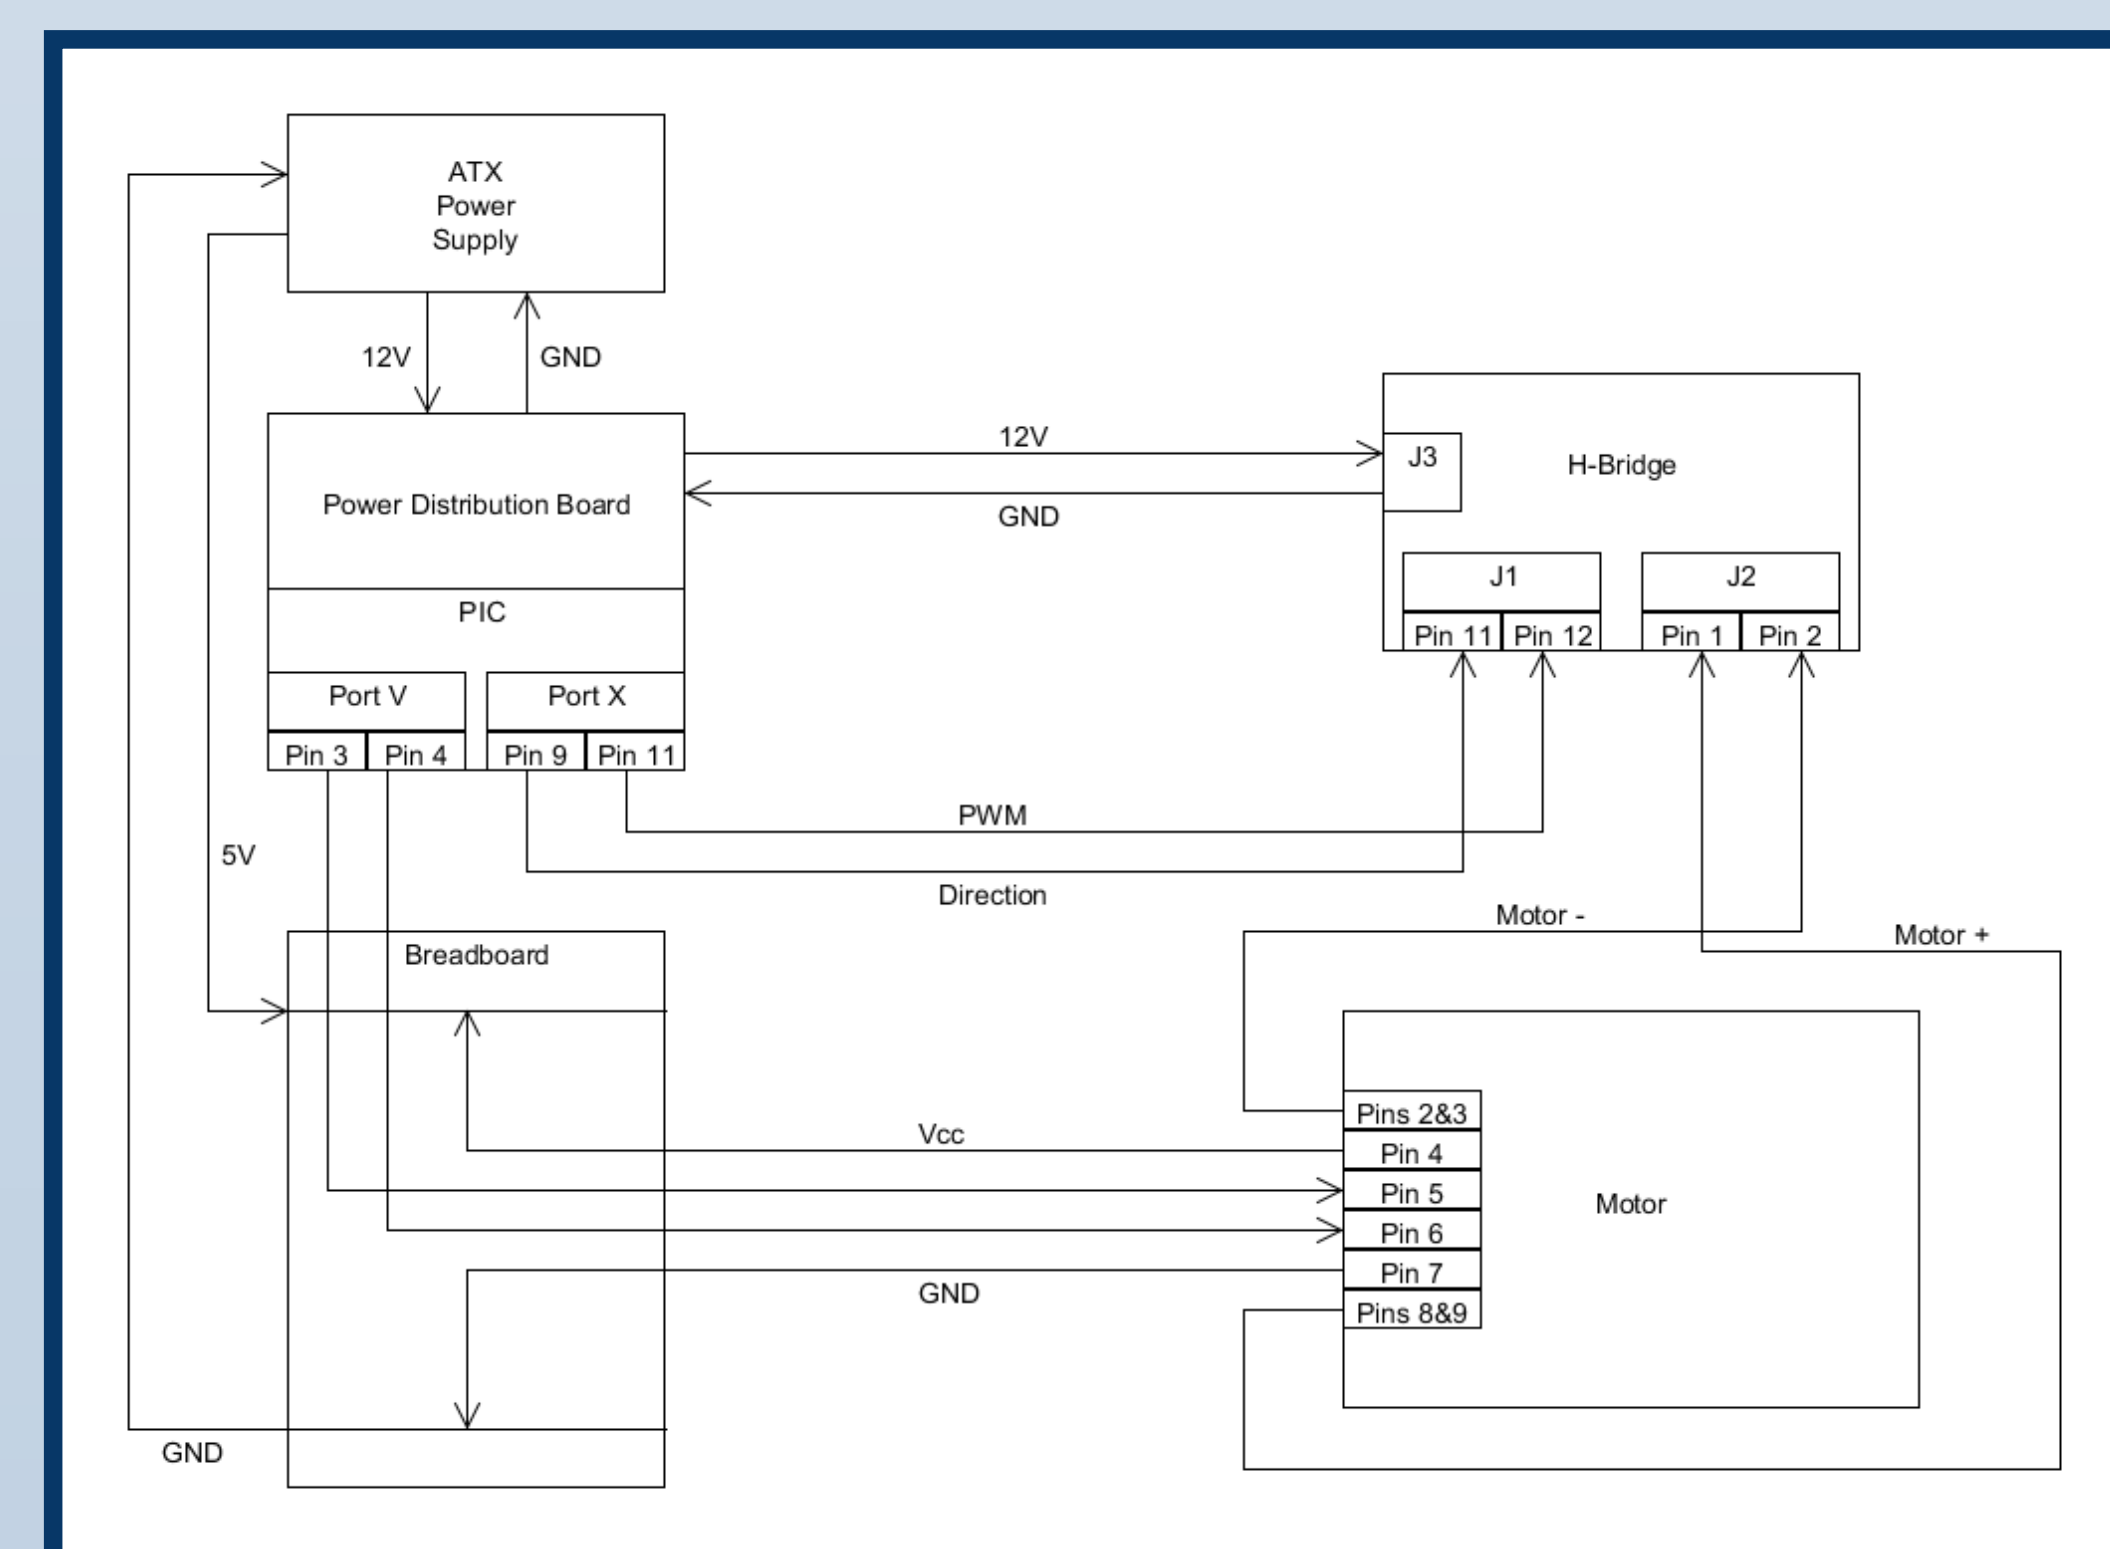 ATX
Power
Supply
12V
GND
12V
GND
J3
H-Bridge
Power Distribution Board
J1
J2
PIC
Pin 11
Pin 12
Pin 1
Pin 2
Port V
Port X
Pin 3
Pin 4
Pin 9
Pin 11
PWM
5V
Direction
Motor -
Motor +
Breadboard
Pins 2&3
Vcc
Pin 4
Pin 5
Motor
Pin 6
Pin 7
GND
Pins 8&9
GND